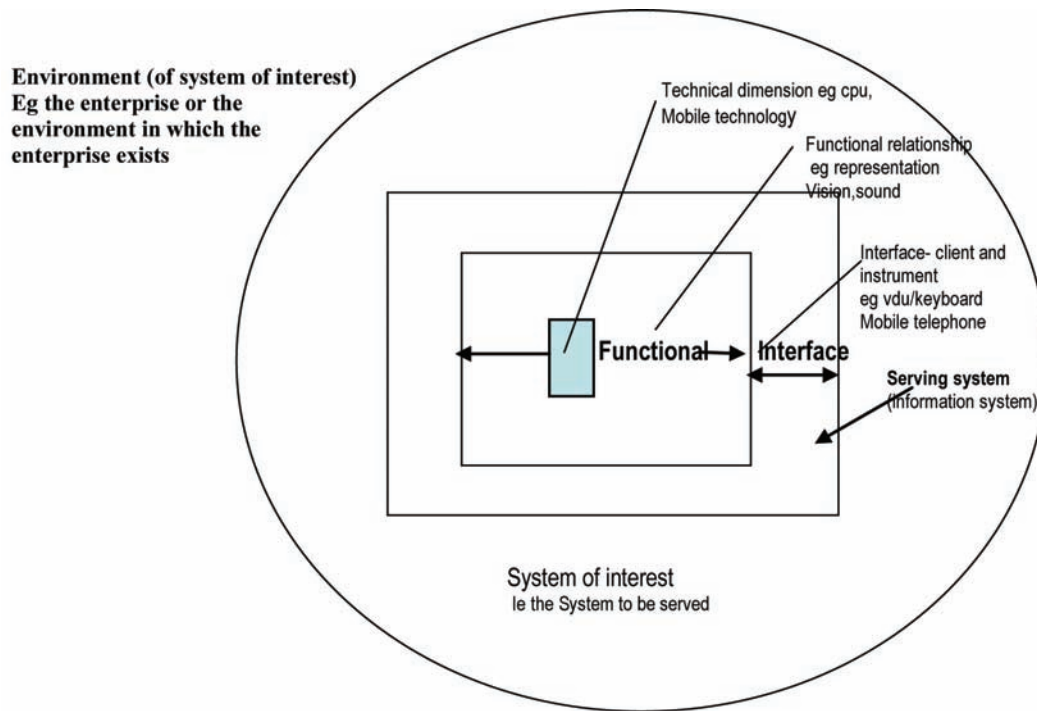 Environment (of system of interest)
Eg the enterprise or the
environment in which the
enterprise exists
Technical dimension eg cpu,
Mobile technology
Functional relationship
eg representation
Vision,sound
Interface- client and
instrument
eg vdu/keyboard
Mobile telephone
Functional
Interface
Serving system
(Information system)
System of interest
Ie the System to be served